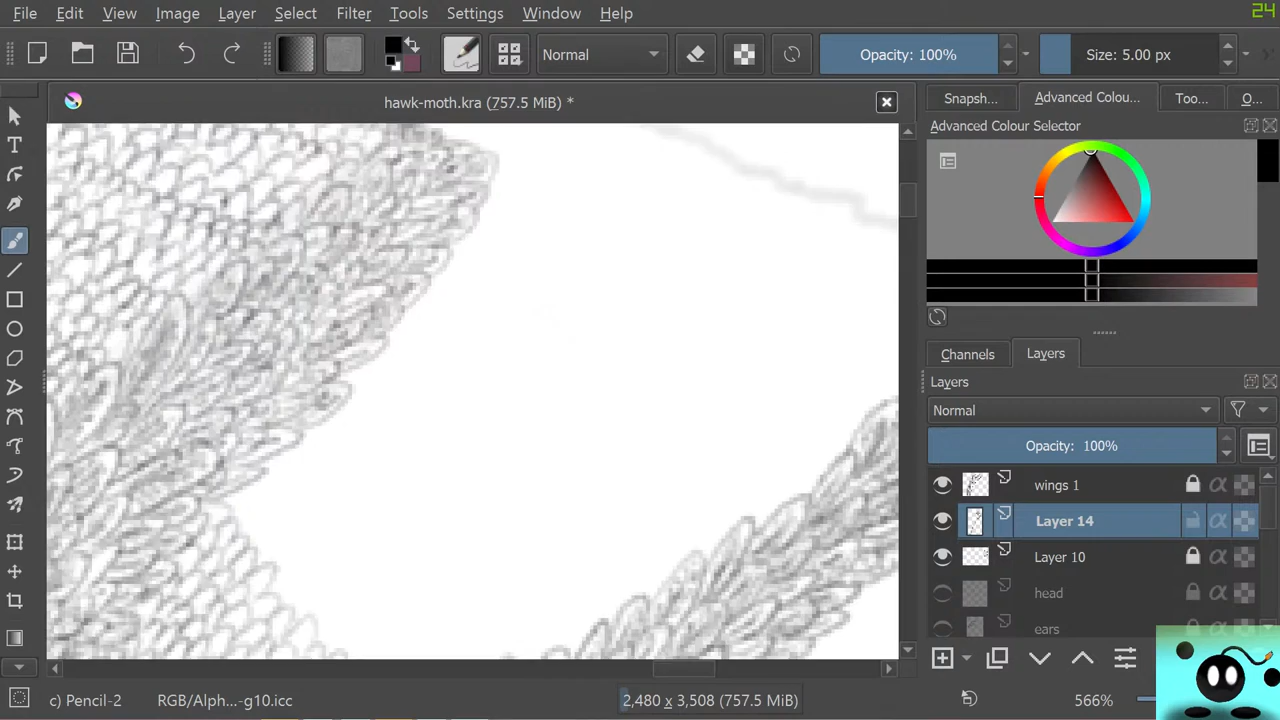 File Edit View Image Layer Select Filter Tools Settings Window Help
24
Normal
Opacity: 100%
Size: 5.00 px
hawk-moth.kra (757.5 MiB) *
Snapsh... Advanced Colou... Too... O...
Advanced Colour Selector
Channels Layers
Layers
Normal
Opacity: 100%
wings 1
Layer 14
Layer 10
head
ears
c) Pencil-2
RGB/Alph...-g10.icc
2,480 x 3,508 (757.5 MiB)
566%